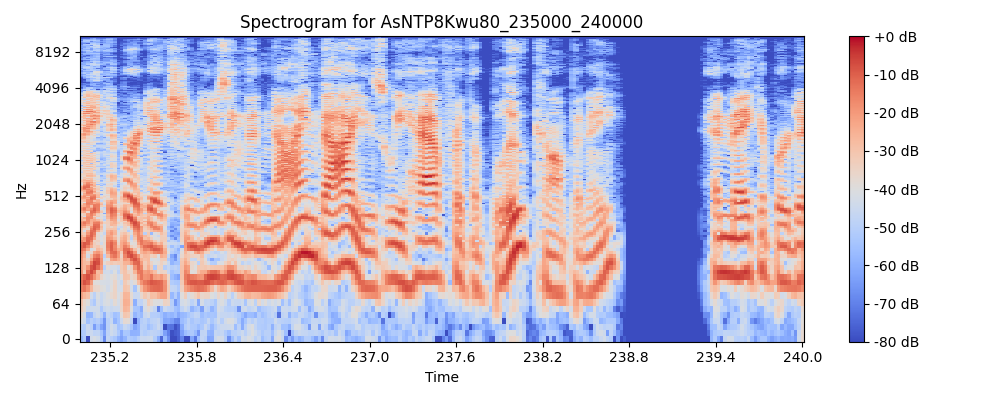 Spectrogram for AsNTP8Kwu80_235000_240000
Hz
8192
4096
2048
1024
512
256
128
64
0
235.2 235.8 236.4 237.0 237.6 238.2 238.8 239.4 240.0
Time
+0 dB
-10 dB
-20 dB
-30 dB
-40 dB
-50 dB
-60 dB
-70 dB
-80 dB